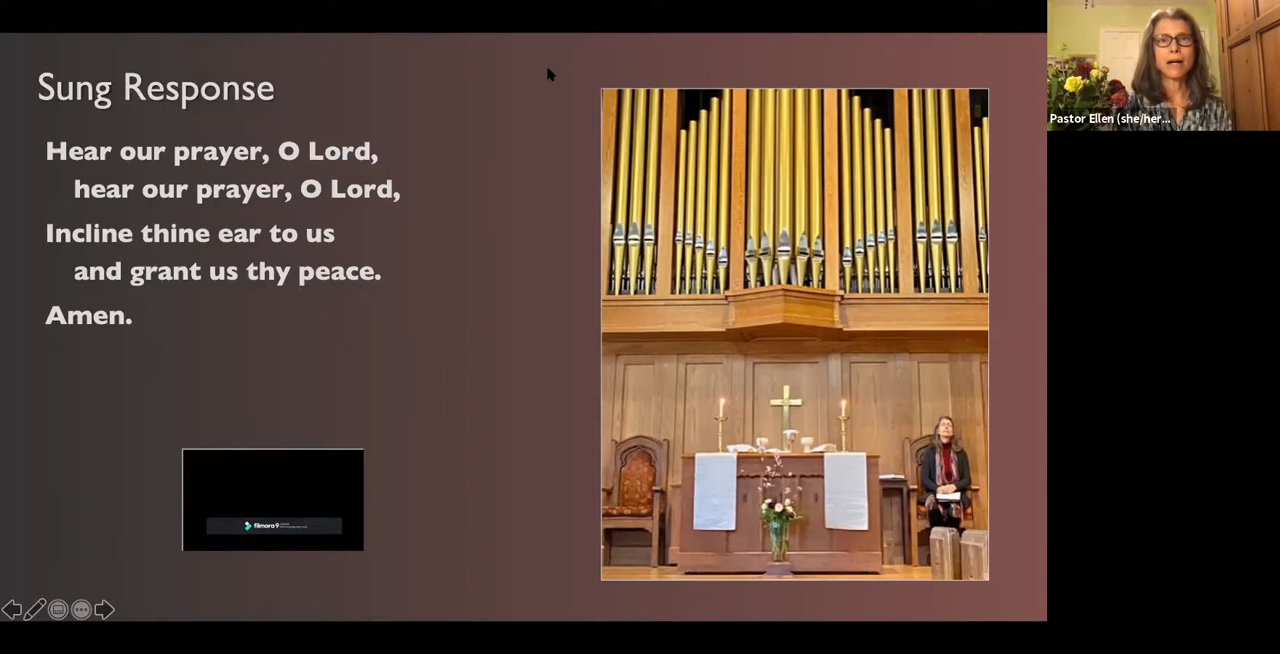 Sung Response
Hear our prayer, O Lord,
hear our prayer, O Lord,
Incline thine ear to us
and grant us thy peace.
Amen.
filmora9
Pastor Ellen (she/her...